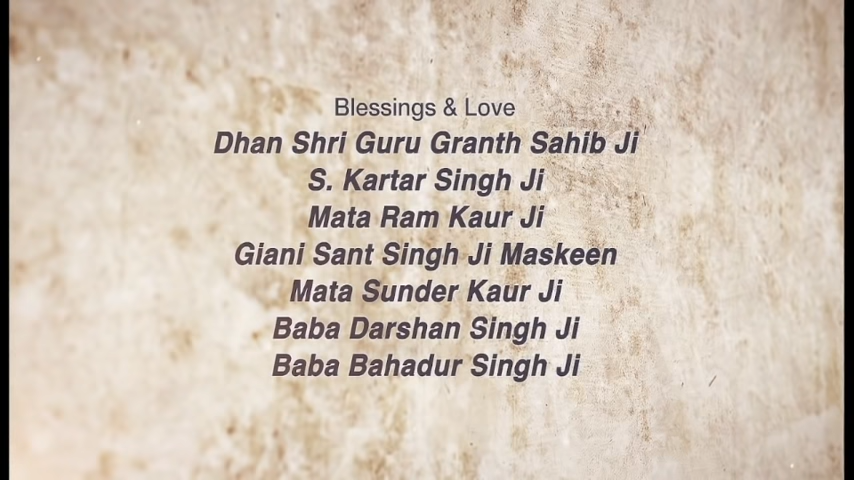 Blessings & Love
Dhan Shri Guru Granth Sahib Ji
S. Kartar Singh Ji
Mata Ram Kaur Ji
Giani Sant Singh Ji Maskeen
Mata Sunder Kaur Ji
Baba Darshan Singh Ji
Baba Bahadur Singh Ji